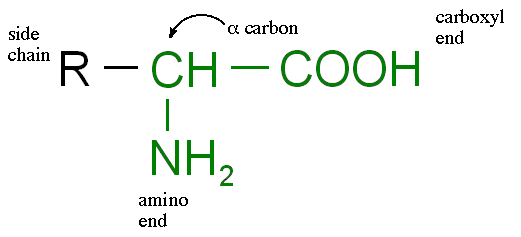 side
chain
α carbon
carboxyl
end
R — CH — COOH
NH₂
amino
end